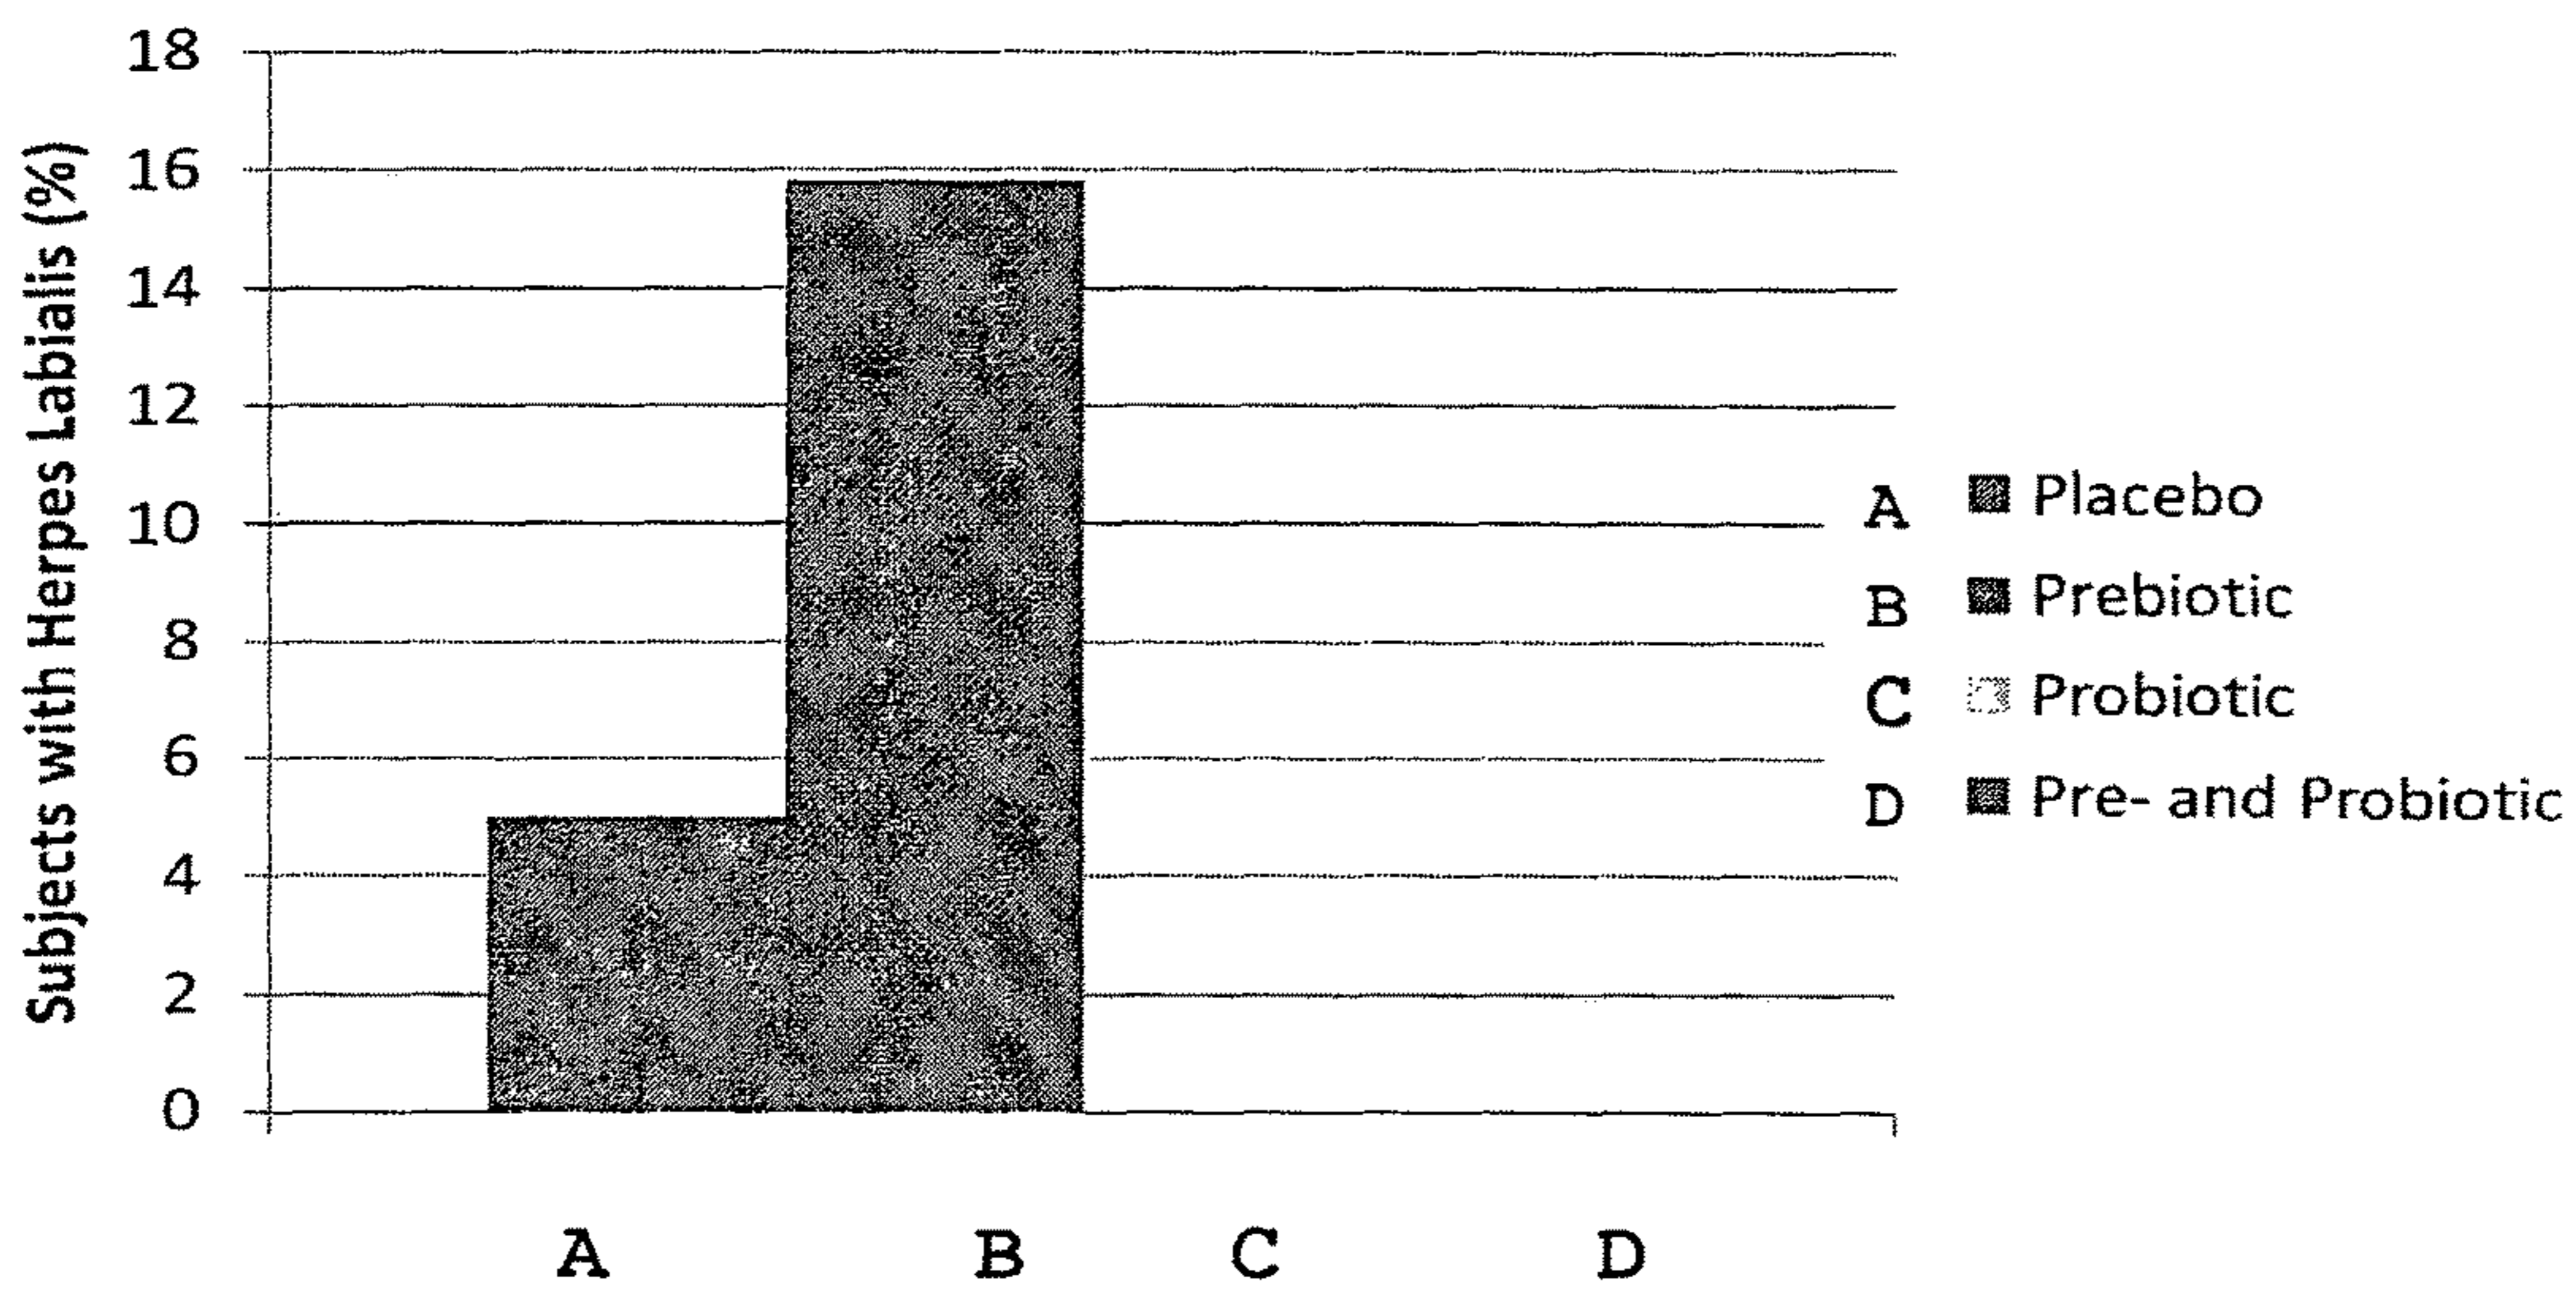 Subjects with Herpes Labialis (%)
18
16
14
12
10
8
6
4
2
0
A
B
C
D
A Placebo
B Prebiotic
C Probiotic
D Pre- and Probiotic